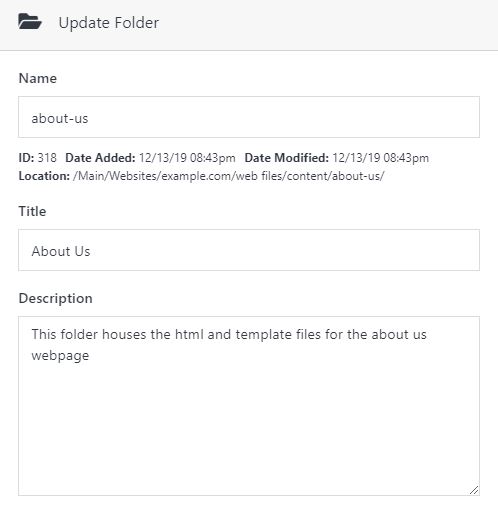 Update Folder
Name
about-us
ID: 318 Date Added: 12/13/19 08:43pm Date Modified: 12/13/19 08:43pm
Location: /Main/Websites/example.com/web files/content/about-us/
Title
About Us
Description
This folder houses the html and template files for the about us
webpage